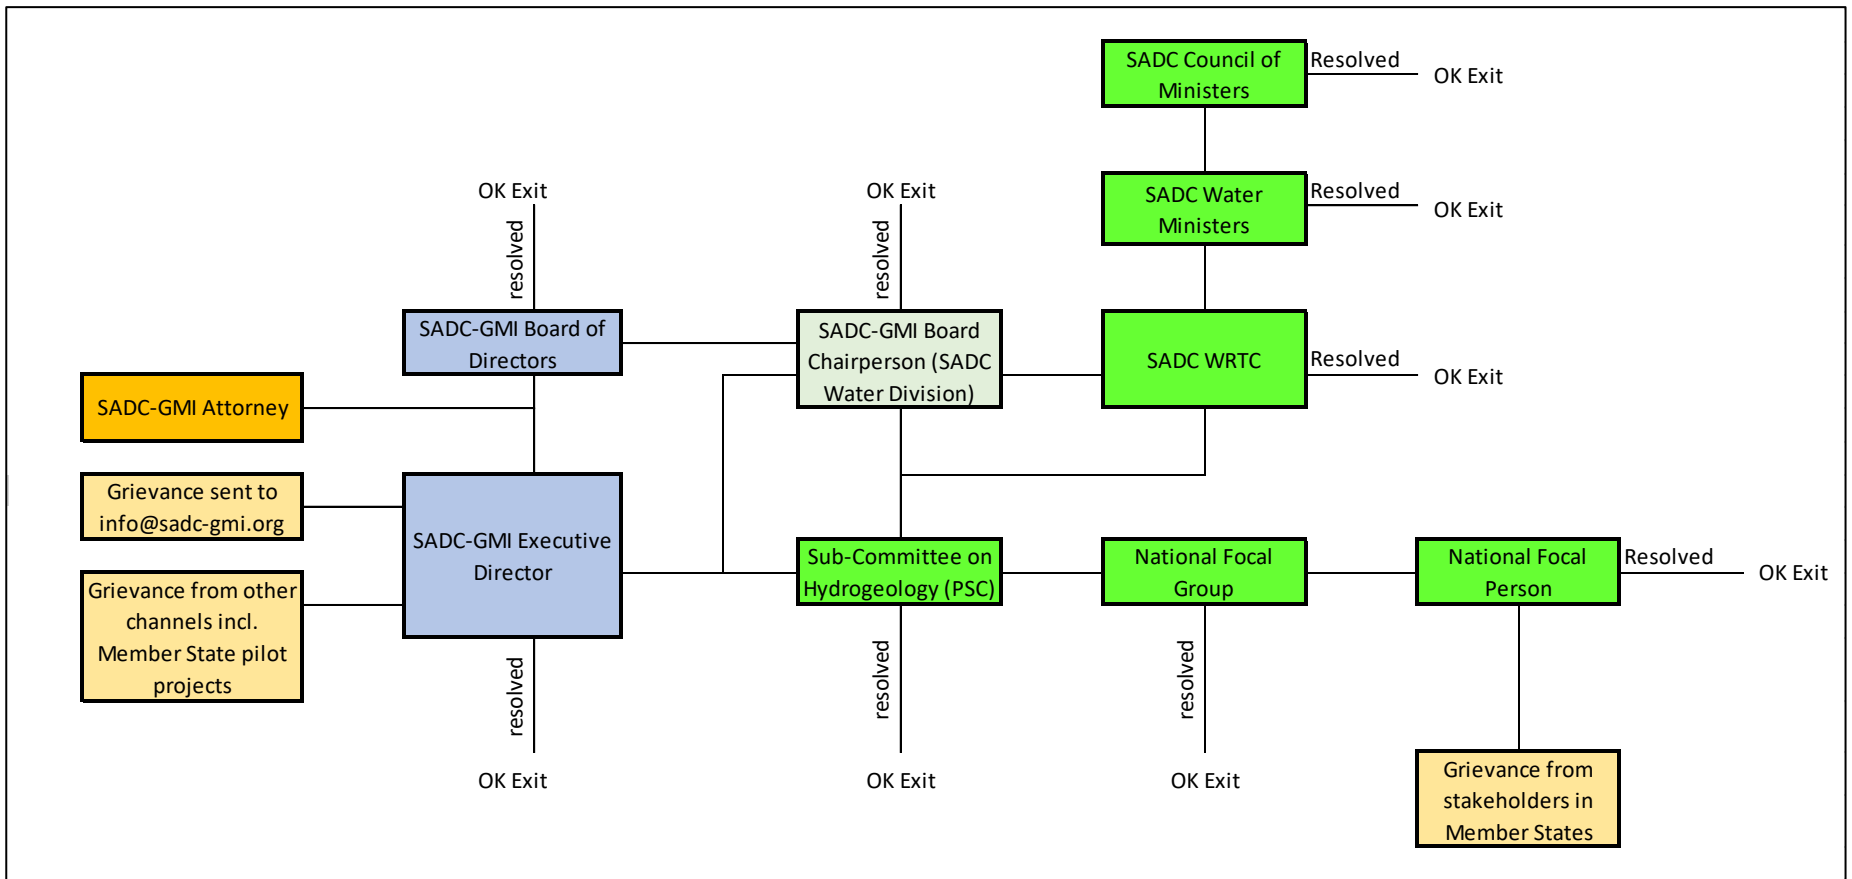 SADC Council of
Ministers
Resolved
OK Exit
SADC Water
Ministers
Resolved
OK Exit
OK Exit
resolved
OK Exit
resolved
SADC-GMI Board of
Directors
SADC-GMI Board
Chairperson (SADC
Water Division)
SADC WRTC
Resolved
OK Exit
SADC-GMI Attorney
Grievance sent to
info@sadc-gmi.org
SADC-GMI Executive
Director
Grievance from other
channels incl.
Member State pilot
projects
Sub-Committee on
Hydrogeology (PSC)
National Focal
Group
National Focal
Person
Resolved
OK Exit
resolved
OK Exit
resolved
OK Exit
resolved
OK Exit
Grievance from
stakeholders in
Member States